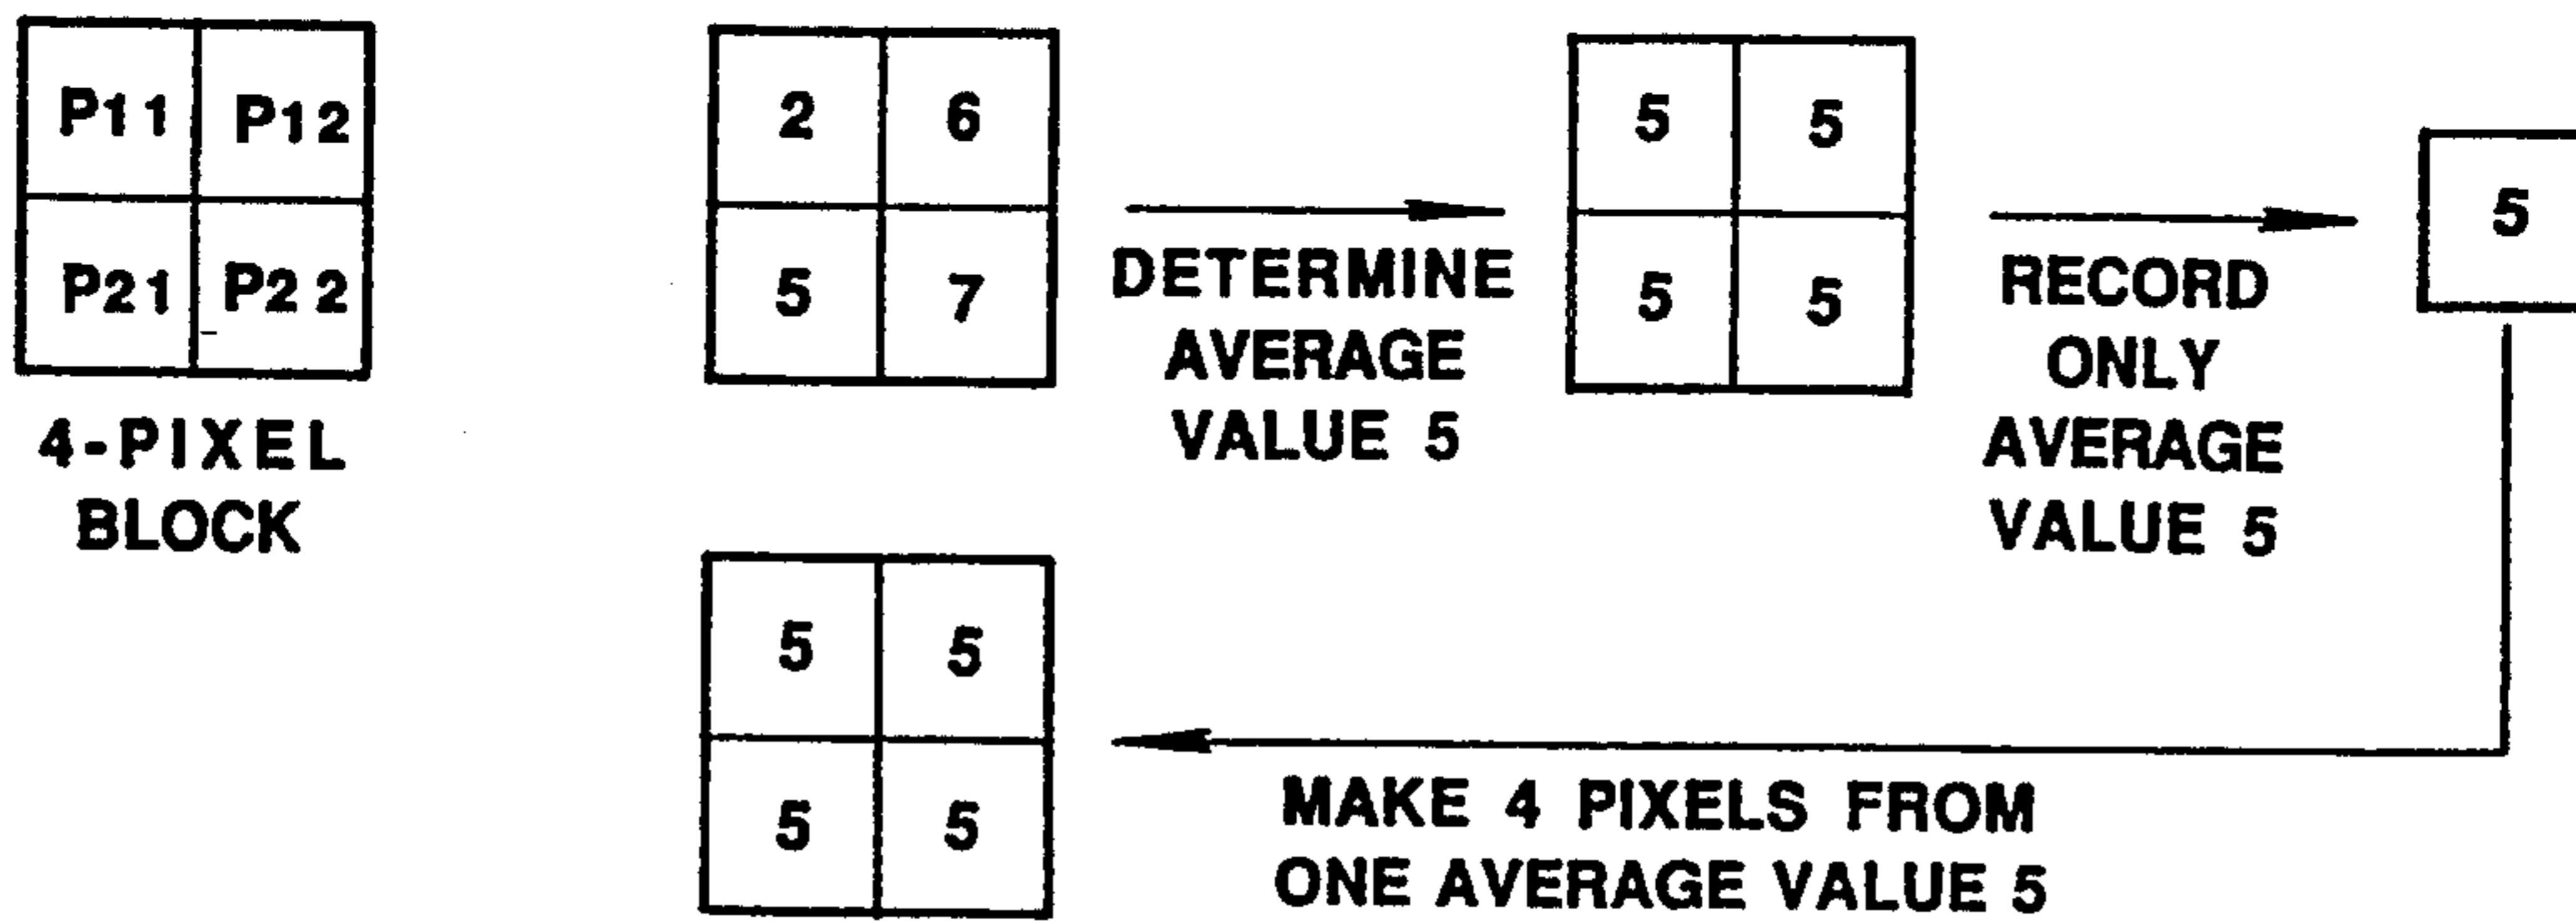 P11 P12
P21 P22
4-PIXEL
BLOCK
2 6
5 7
DETERMINE
AVERAGE
VALUE 5
5 5
5 5
RECORD
ONLY
AVERAGE
VALUE 5
5
5 5
5 5
MAKE 4 PIXELS FROM
ONE AVERAGE VALUE 5